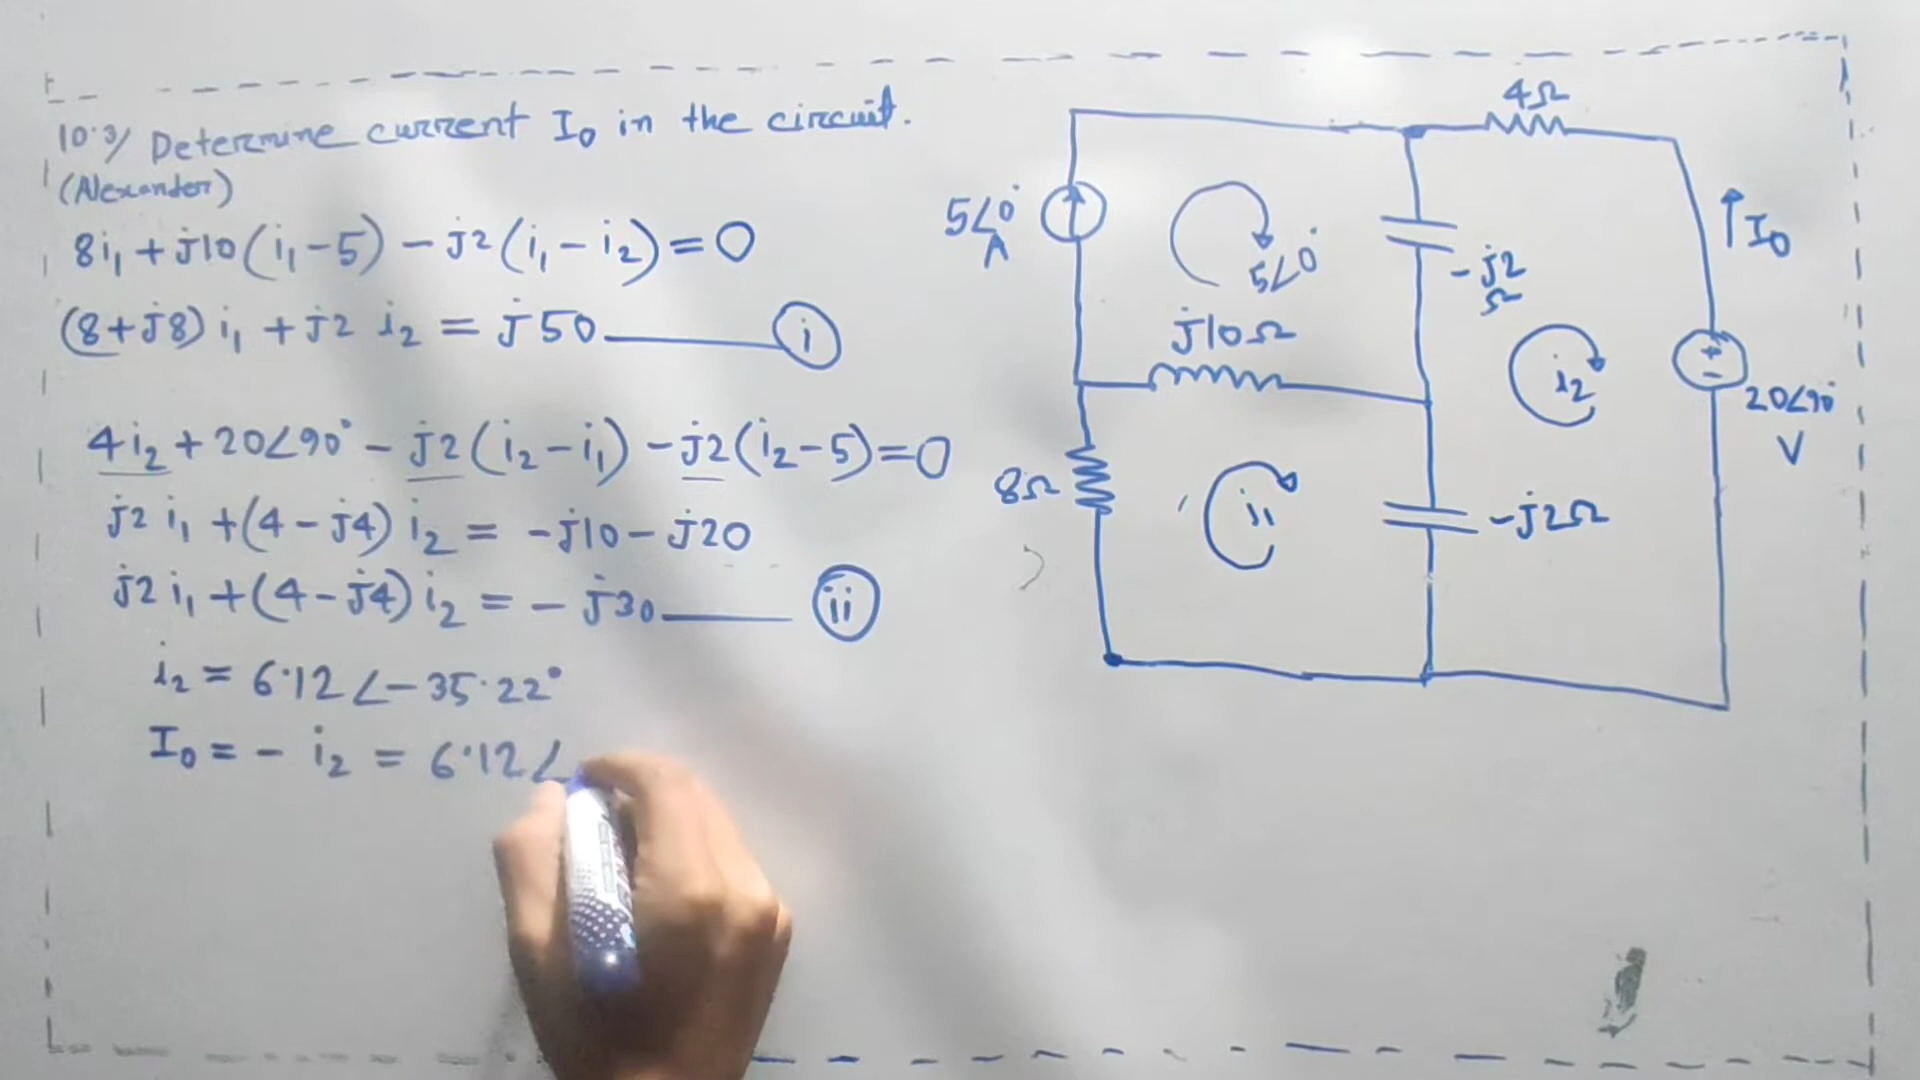 10.3/ Determine current I₀ in the circuit.
(Alexander)
8i₁ + j10(i₁ - 5) - j2(i₁ - i₂) = 0
(8+j8) i₁ + j2 i₂ = j50 i
4i₂ + 20∠90° - j2(i₂ - i₁) - j2(i₂ - 5) = 0
j2 i₁ + (4 - j4) i₂ = -j10 - j20
j2 i₁ + (4 - j4) i₂ = - j30 ii
i₂ = 6.12∠-35.22°
I₀ = - i₂ = 6.12∠
4Ω
5∠0°
A
5∠0°
-j2
Ω
I₀
j10Ω
i₂
20∠90°
V
8Ω
i₁
-j2Ω
+
-